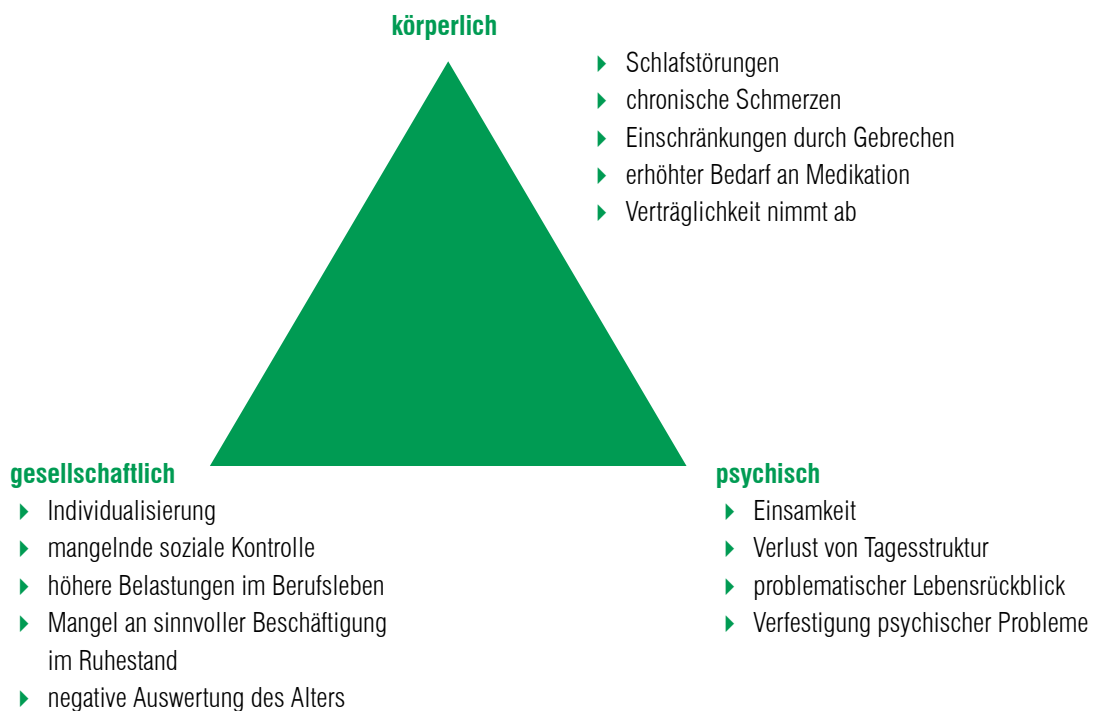 körperlich
Schlafstörungen
chronische Schmerzen
Einschränkungen durch Gebrechen
erhöhter Bedarf an Medikation
Verträglichkeit nimmt ab
gesellschaftlich
Individualisierung
mangelnde soziale Kontrolle
höhere Belastungen im Berufsleben
Mangel an sinnvoller Beschäftigung
im Ruhestand
negative Auswertung des Alters
psychisch
Einsamkeit
Verlust von Tagesstruktur
problematischer Lebensrückblick
Verfestigung psychischer Probleme